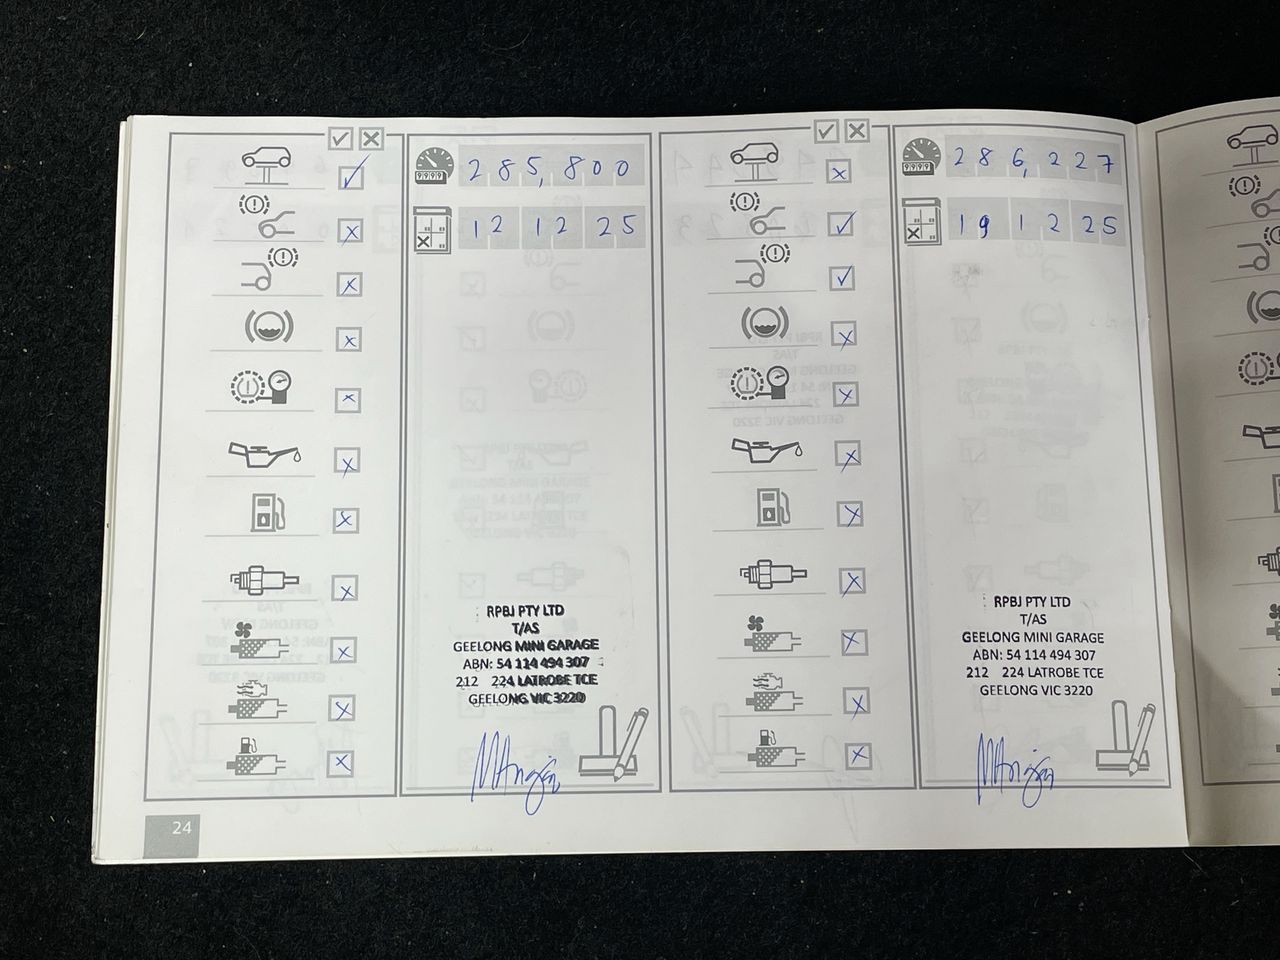 285,800
12 12 25
RPBJ PTY LTD
T/AS
GEELONG MINI GARAGE
ABN: 54 114 494 307
212 224 LATROBE TCE
GEELONG VIC 3220
286,227
19 12 25
RPBJ PTY LTD
T/AS
GEELONG MINI GARAGE
ABN: 54 114 494 307
212 224 LATROBE TCE
GEELONG VIC 3220
24